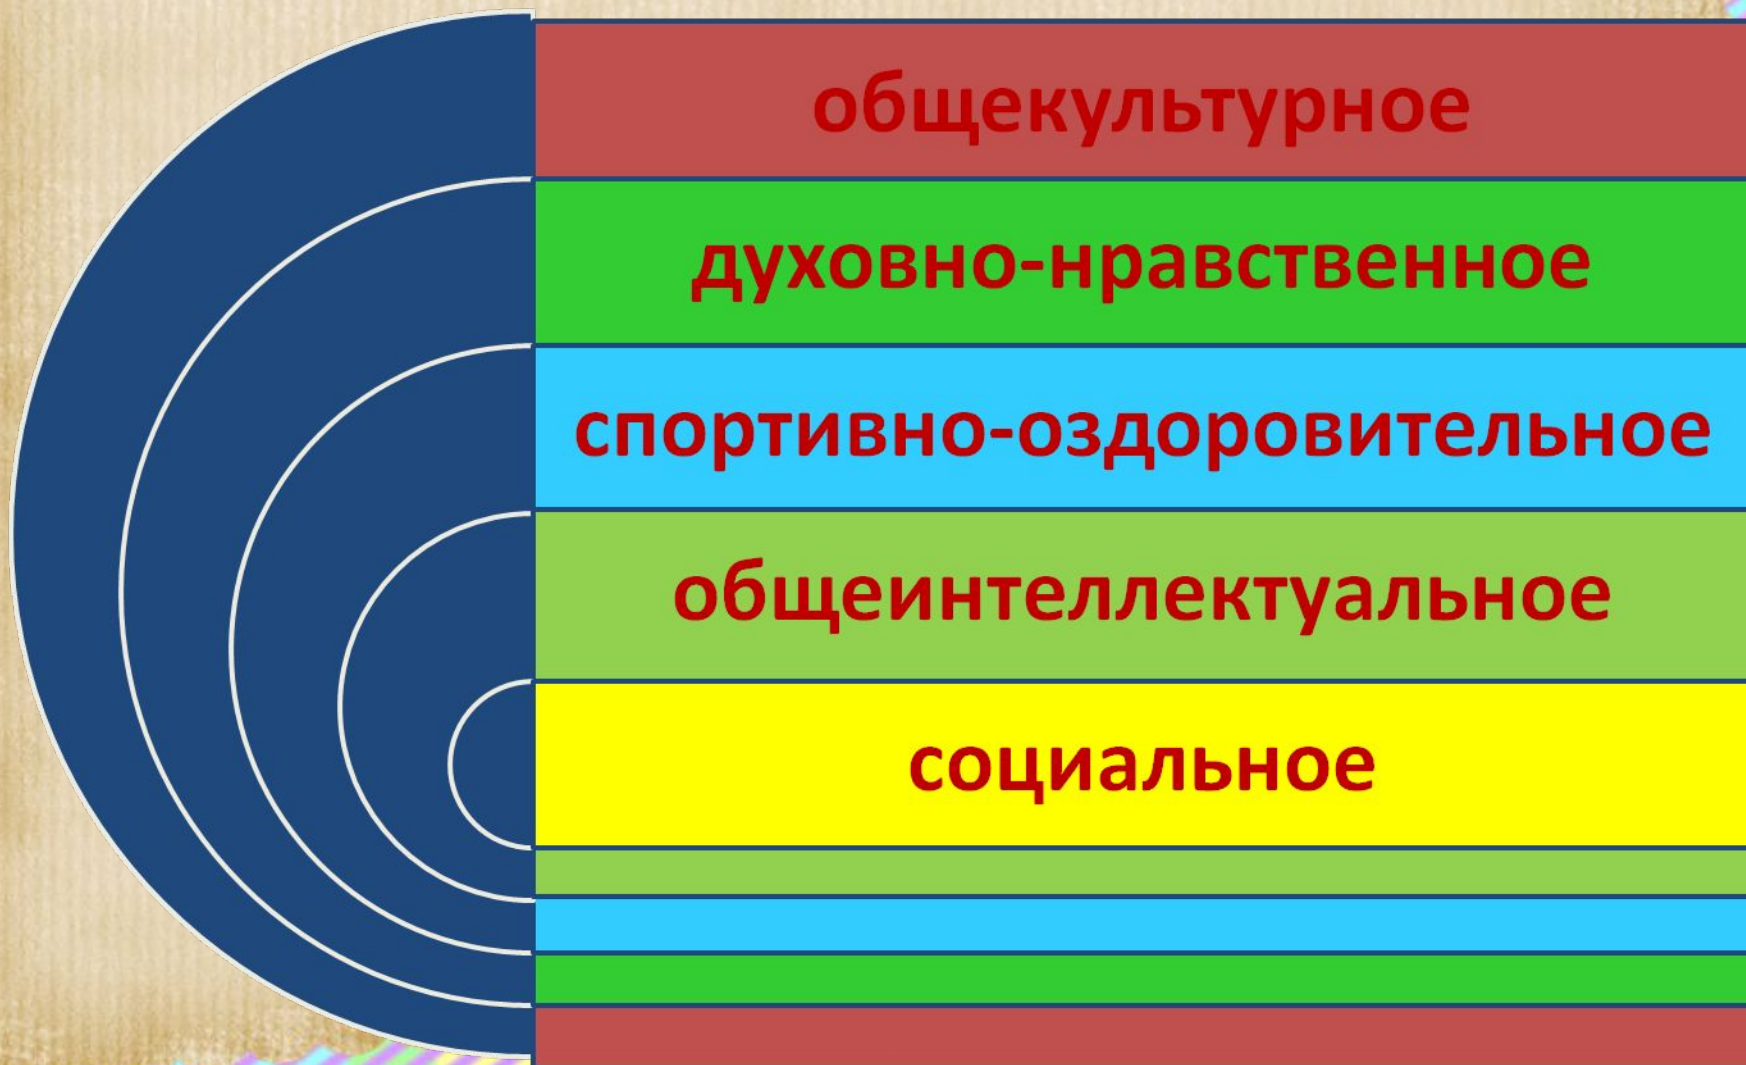 общекультурное
духовно-нравственное
спортивно-оздоровительное
общеинтеллектуальное
социальное